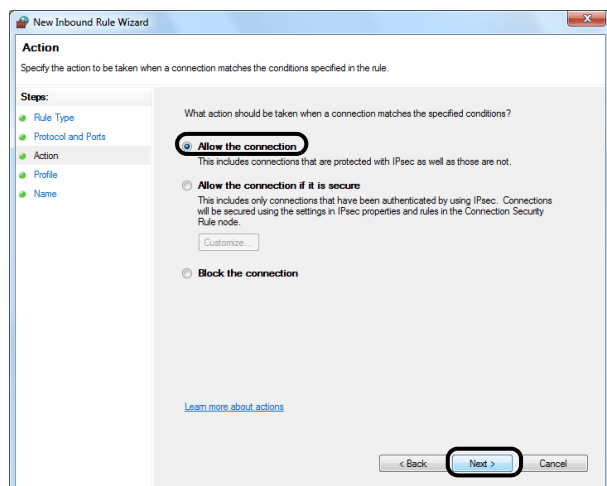 New Inbound Rule Wizard
Action
Specify the action to be taken when a connection matches the conditions specified in the rule.
Steps:
Rule Type
Protocol and Ports
Action
Profile
Name
What action should be taken when a connection matches the specified conditions?
Allow the connection
This includes connections that are protected with IPsec as well as those are not.
Allow the connection if it is secure
This includes only connections that have been authenticated by using IPsec. Connections
will be secured using the settings in IPsec properties and rules in the Connection Security
Rule node.
Customize...
Block the connection
Learn more about actions
< Back Next > Cancel